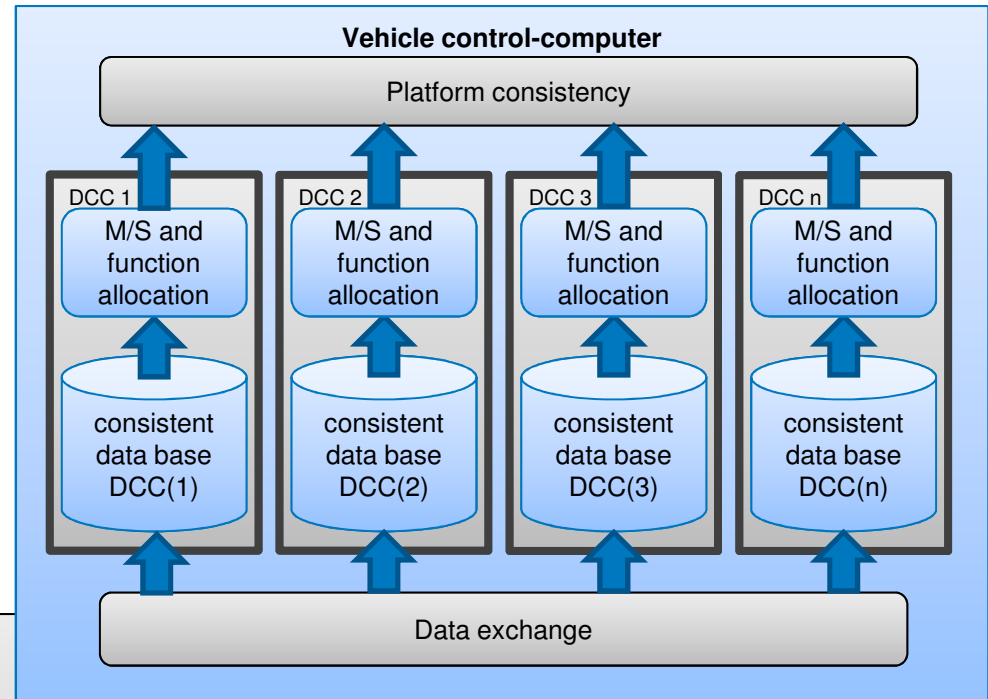 Vehicle control-computer
Platform consistency
DCC 1
M/S and
function
allocation
consistent
data base
DCC(1)
DCC 2
M/S and
function
allocation
consistent
data base
DCC(2)
DCC 3
M/S and
function
allocation
consistent
data base
DCC(3)
DCC n
M/S and
function
allocation
consistent
data base
DCC(n)
Data exchange